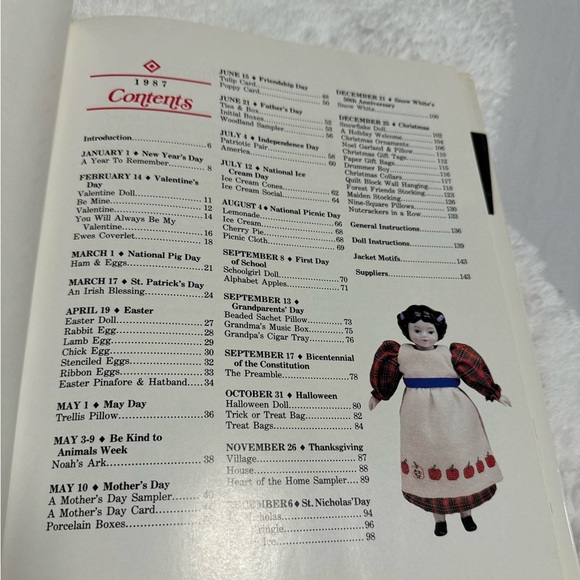 1987
Contents
Introduction 6
JANUARY 1 ♦ New Year's Day
A Year To Remember 8
FEBRUARY 14 ♦ Valentine's
Day
Valentine Doll 11
Be Mine 12
Valentine 14
You Will Always Be My
Valentine 16
Ewes Coverlet 18
MARCH 1 ♦ National Pig Day
Ham & Eggs 21
MARCH 17 ♦ St. Patrick's Day
An Irish Blessing 24
APRIL 19 ♦ Easter
Easter Doll 27
Rabbit Egg 28
Lamb Egg 29
Chick Egg 30
Stenciled Eggs 32
Ribbon Eggs 33
Easter Pinafore & Hatband 34
MAY 1 ♦ May Day
Trellis Pillow 36
MAY 3-9 ♦ Be Kind to
Animals Week
Noah's Ark 38
MAY 10 ♦ Mother's Day
A Mother's Day Sampler 40
A Mother's Day Card
Porcelain Boxes
JUNE 15 ♦ Friendship Day
Tulip Card 48
Puppy Card 50
JUNE 21 ♦ Father's Day
Ties & Box
Initial Boxes 52
Woodland Sampler 56
JULY 4 ♦ Independence Day
Patriotic Pair 58
America 60
JULY 12 ♦ National Ice
Cream Day
Ice Cream Cones 62
Ice Cream Social 64
AUGUST 4 ♦ National Picnic Day
Lemonade 66
Ice Cream 68
Cherry Pie 68
Picnic Cloth 69
SEPTEMBER 8 ♦ First Day
of School
Schoolgirl Doll 70
Alphabet Apples 71
SEPTEMBER 13 ♦
Grandparents' Day
Beaded Sachet Pillow 73
Grandma's Music Box 75
Grandpa's Cigar Tray 76
SEPTEMBER 17 ♦ Bicentennial
of the Constitution
The Preamble 78
OCTOBER 31 ♦ Halloween
Halloween Doll 80
Trick or Treat Bag 82
Treat Bags 84
NOVEMBER 26 ♦ Thanksgiving
Village 87
House 88
Heart of the Home Sampler 89
DECEMBER 6 ♦ St. Nicholas' Day
94
96
98
DECEMBER 21 ♦ Snow White's
50th Anniversary
Snow White 100
DECEMBER 25 ♦ Christmas
Snowflake Doll
A Holiday Welcome 102
Christmas Ornaments 104
Noel Garland & Pillow 106
Christmas Gift Tags
Paper Gift Bags
Drummer Boy
Christmas Collars
Quilt Block Wall Hanging
Forest Friends Stocking
Maiden Stocking
Nine-Square Pillows
Nutcrackers in a Row
General Instructions 136
Doll Instructions 139
Jacket Motifs 143
Suppliers 143